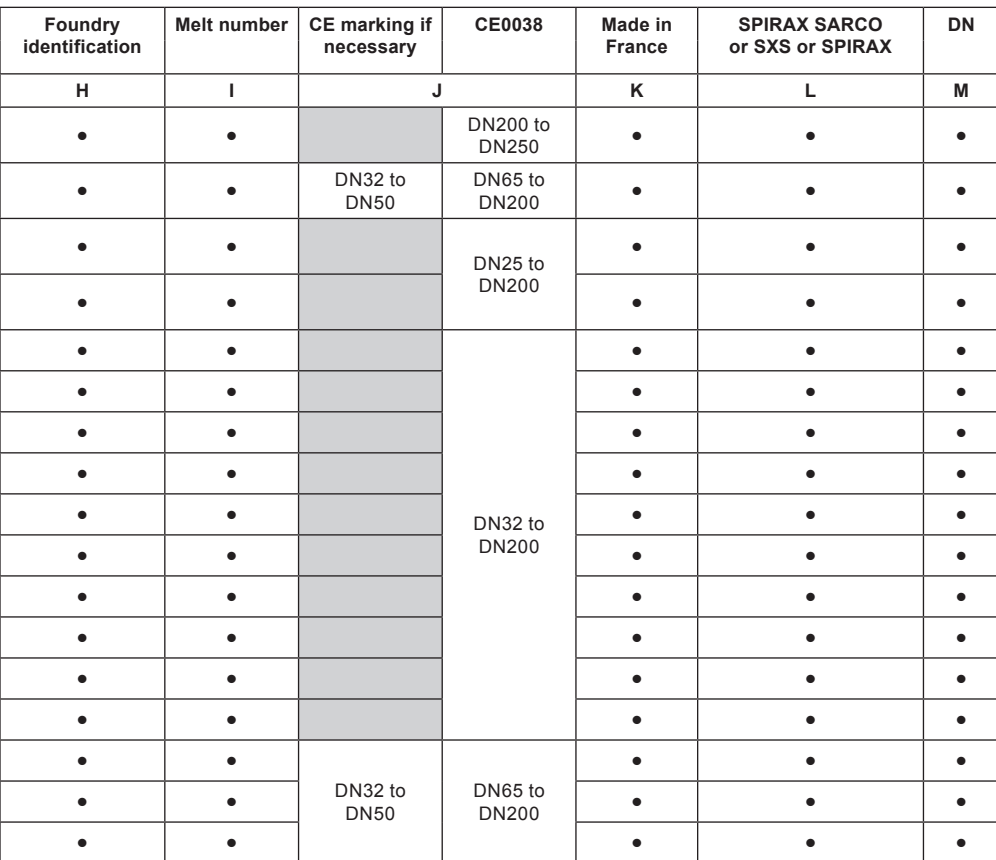 Foundry identification | Melt number | CE marking if necessary | CE0038 | Made in France | SPIRAX SARCO or SXS or SPIRAX | DN
H | I | J | K | L | M
● | ● | | DN200 to DN250 | ● | ● | ●
● | ● | DN32 to DN50 | DN65 to DN200 | ● | ● | ●
● | ● | | DN25 to DN200 | ● | ● | ●
● | ● | | | ● | ● | ●
● | ● | | DN32 to DN200 | ● | ● | ●
● | ● | | | ● | ● | ●
● | ● | | | ● | ● | ●
● | ● | | | ● | ● | ●
● | ● | | | ● | ● | ●
● | ● | | | ● | ● | ●
● | ● | | | ● | ● | ●
● | ● | | | ● | ● | ●
● | ● | | | ● | ● | ●
● | ● | | | ● | ● | ●
● | ● | DN32 to DN50 | DN65 to DN200 | ● | ● | ●
● | ● | | | ● | ● | ●
● | ● | | | ● | ● | ●